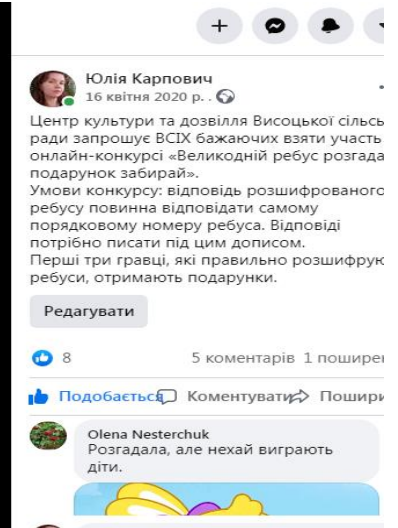 Юлія Карпович
16 квітня 2020 р. .
Центр культури та дозвілля Висоцької сільсь
ради запрошує ВСІХ бажаючих взяти участь
онлайн-конкурсі «Великодній ребус розгада
подарунок забирай».
Умови конкурсу: відповідь розшифрованого
ребусу повинна відповідати самому
порядковому номеру ребуса. Відповіді
потрібно писати під цим дописом.
Перші три гравці, які правильно розшифрую
ребуси, отримають подарунки.
Редагувати
8 5 коментарів 1 поширен
Подобається Коментувати Пошири
Olena Nesterchuk
Розгадала, але нехай виграють
діти.